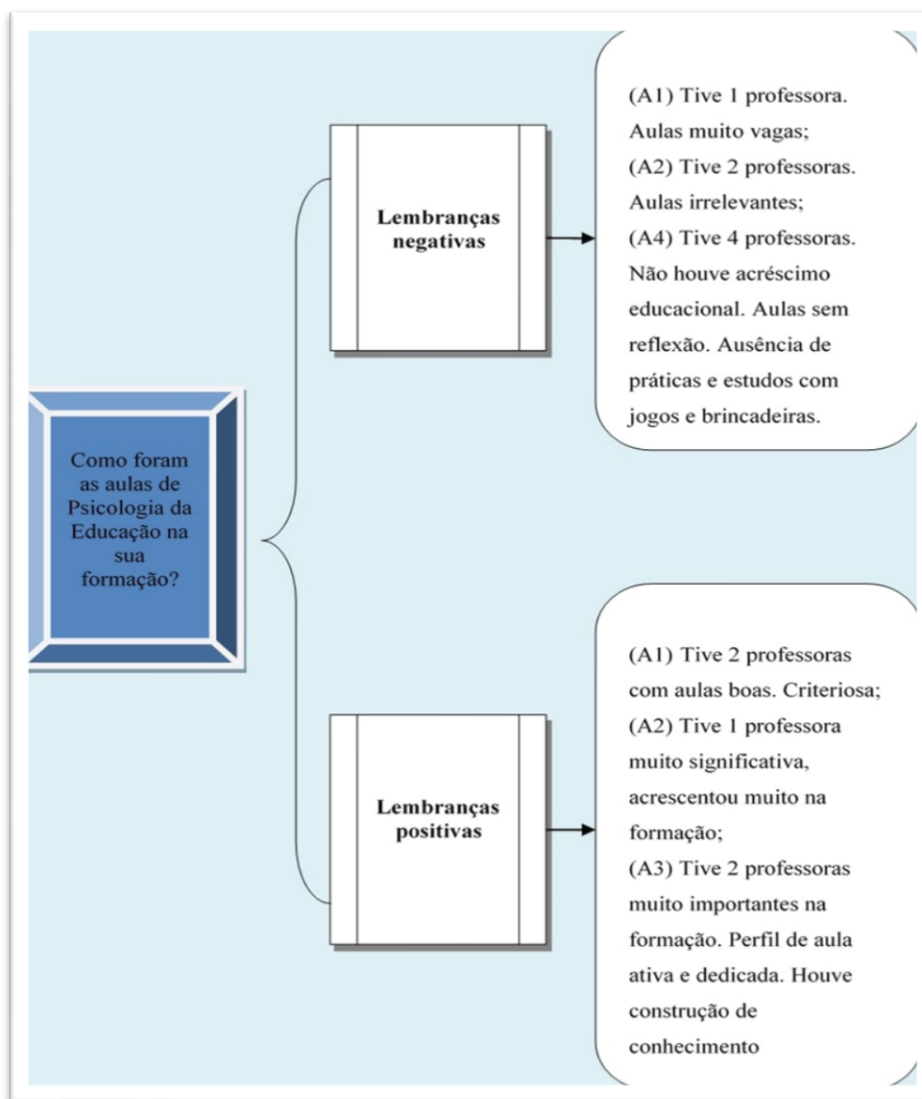 Como foram
as aulas de
Psicologia da
Educação na
sua
formação?
Lembranças
negativas
(A1) Tive 1 professora.
Aulas muito vagas;
(A2) Tive 2 professoras.
Aulas irrelevantes;
(A4) Tive 4 professoras.
Não houve acréscimo
educacional. Aulas sem
reflexão. Ausência de
práticas e estudos com
jogos e brincadeiras.
Lembranças
positivas
(A1) Tive 2 professoras
com aulas boas. Criteriosa;
(A2) Tive 1 professora
muito significativa,
acrescentou muito na
formação;
(A3) Tive 2 professoras
muito importantes na
formação. Perfil de aula
ativa e dedicada. Houve
construção de
conhecimento